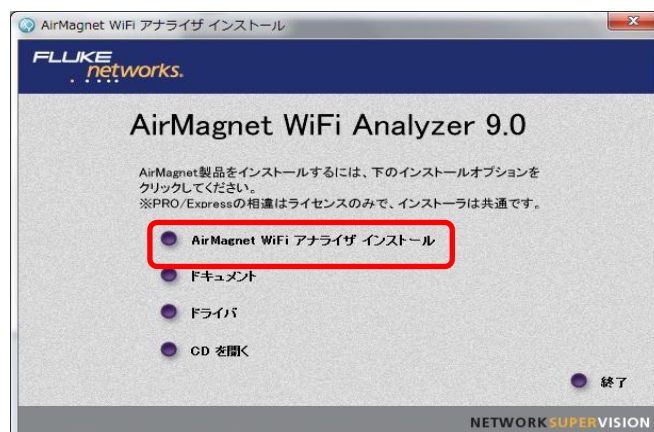 AirMagnet WiFi アナライザ インストール
FLUKE
networks.
AirMagnet WiFi Analyzer 9.0
AirMagnet製品をインストールするには、下のインストールオプションを
クリックしてください。
※PRO/Expressの相違はライセンスのみで、インストーラは共通です。
AirMagnet WiFi アナライザ インストール
ドキュメント
ドライバ
CD を開く
終了
NETWORKSUPERVISION